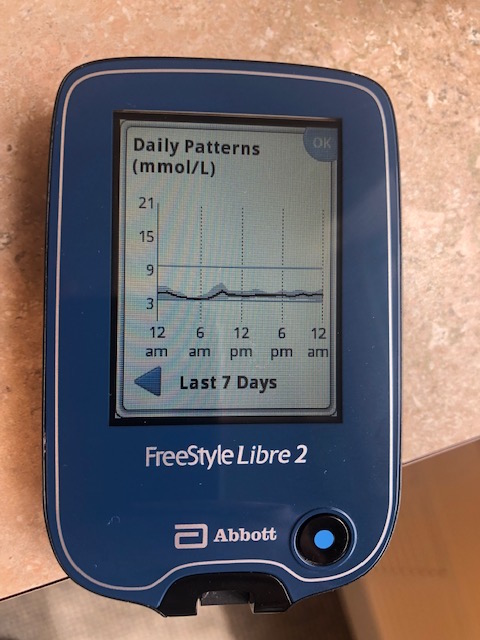 Daily Patterns
(mmol/L)
OK
21
15
9
3
12 6 12 6 12
am am pm pm am
Last 7 Days
FreeStyle Libre 2
Abbott